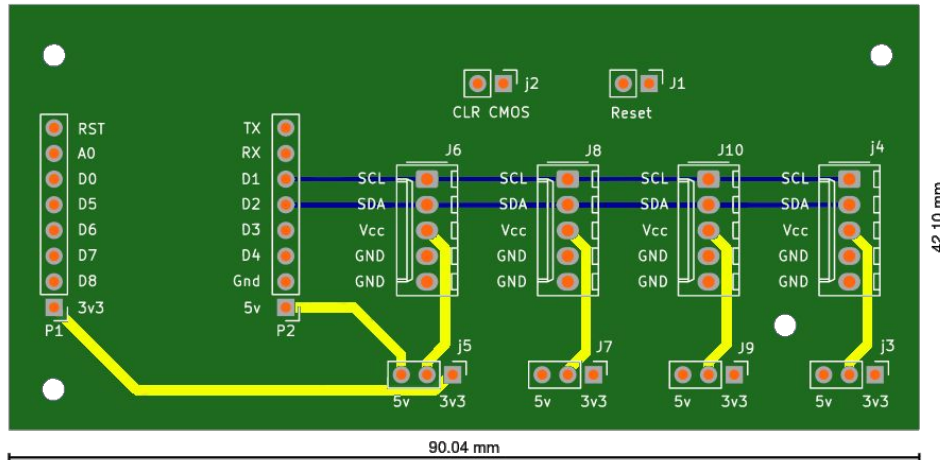 j2
J1
CLR CMOS
Reset
RST
A0
D0
D5
D6
D7
D8
3v3
P1
TX
RX
D1
D2
D3
D4
Gnd
5v
P2
J6
SCL
SDA
Vcc
GND
GND
J8
SCL
SDA
Vcc
GND
GND
J10
SCL
SDA
Vcc
GND
GND
j4
SCL
SDA
Vcc
GND
GND
j5
5v 3v3
J7
5v 3v3
J9
5v 3v3
j3
5v 3v3
42.10 mm
90.04 mm